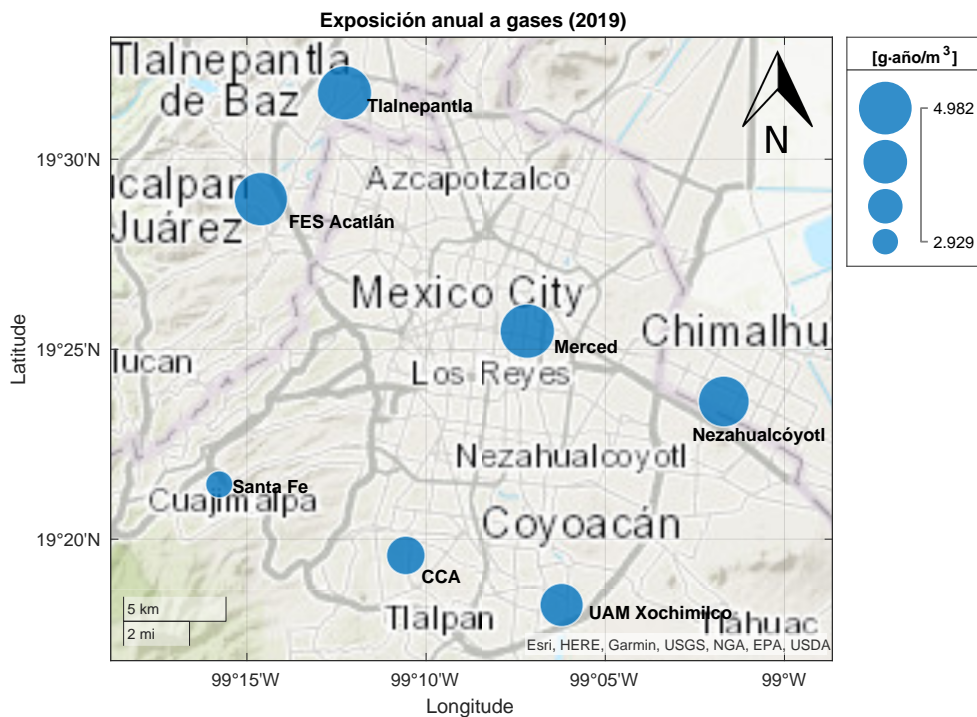 Exposición anual a gases (2019)
Tlalnepantla
de Baz
Tlalnepantla
N
19°30'N
Azcapotzalco
ucalpan
Juárez
FES Acatlán
Mexico City
Chimalhu
Merced
Latitude
19°25'N
lucan
Los Reyes
Nezahualcóyotl
Nezahualcoyotl
Santa Fe
Cuajimalpa
Coyoacán
19°20'N
CCA
5 km
2 mi
Tlalpan
UAM Xochimilco
Tláhuac
Esri, HERE, Garmin, USGS, NGA, EPA, USDA
99°15'W
99°10'W
99°05'W
99°W
Longitude
[g·año/m³]
4.982
2.929